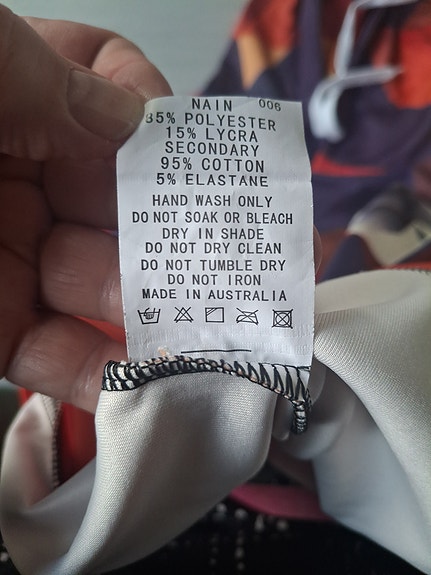 NAIN 006
85% POLYESTER
15% LYCRA
SECONDARY
95% COTTON
5% ELASTANE
HAND WASH ONLY
DO NOT SOAK OR BLEACH
DRY IN SHADE
DO NOT DRY CLEAN
DO NOT TUMBLE DRY
DO NOT IRON
MADE IN AUSTRALIA